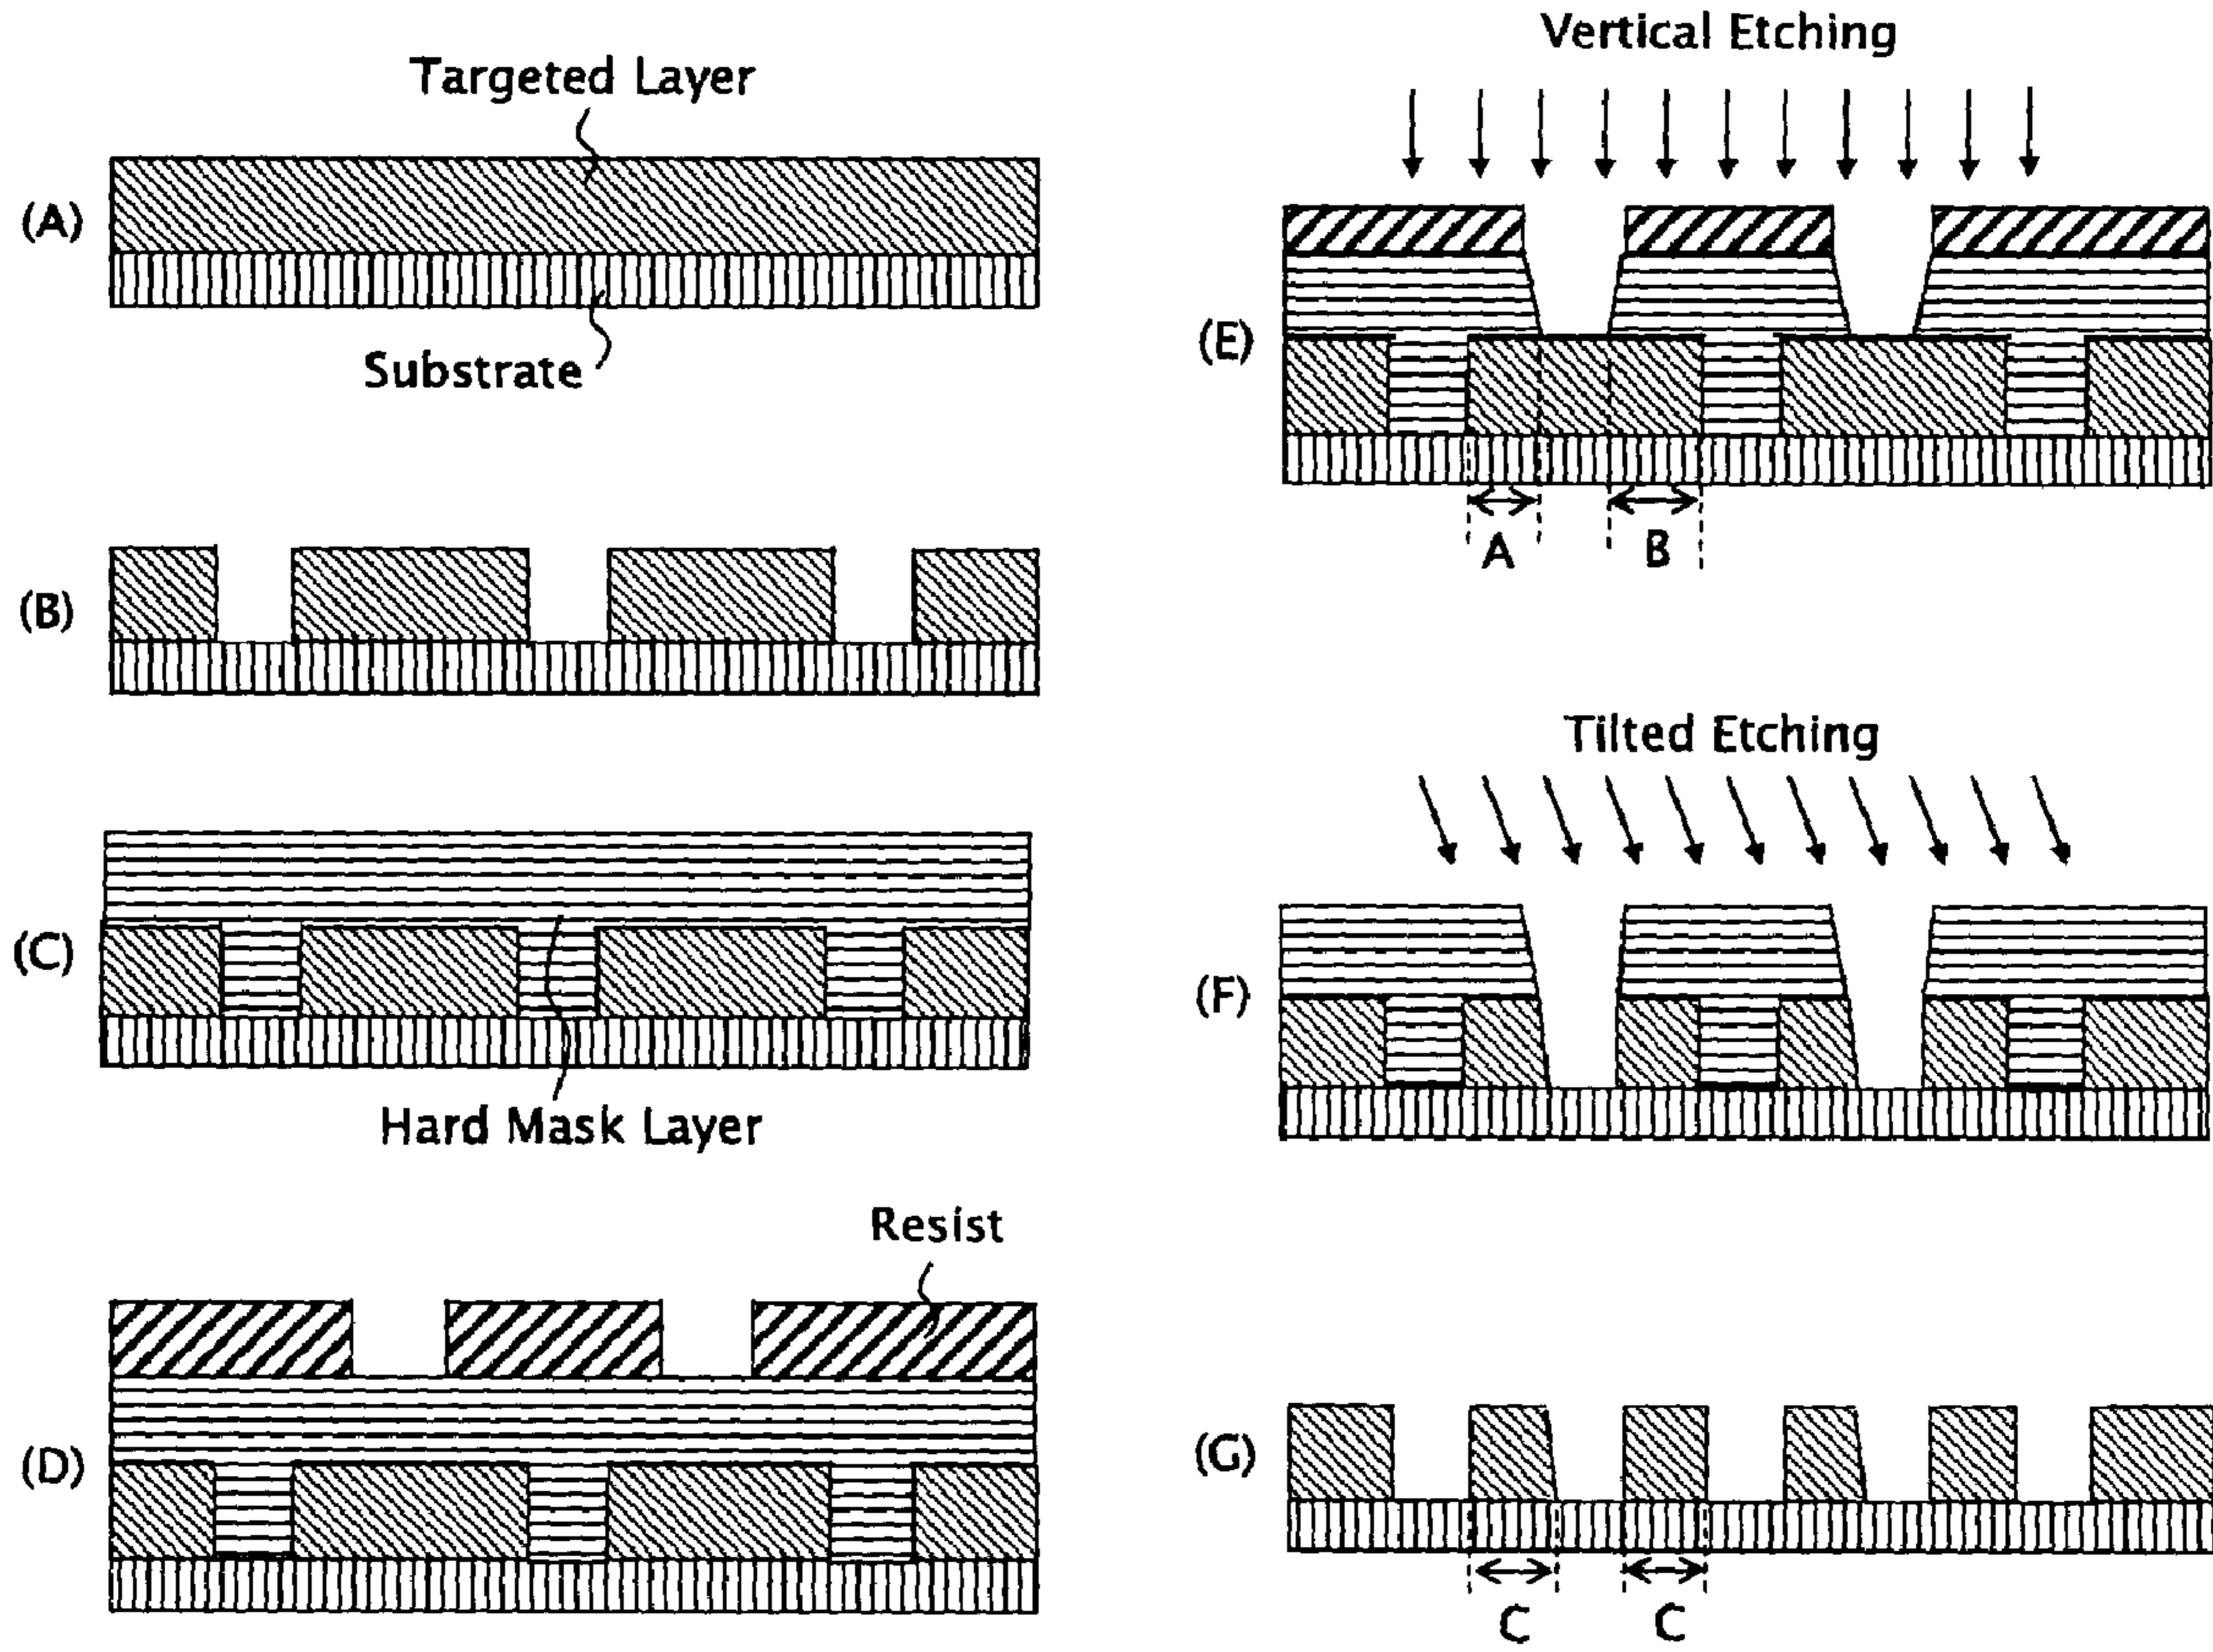 Targeted Layer
(A)
Substrate
(B)
(C)
Hard Mask Layer
Resist
(D)
Vertical Etching
(E)
A
B
Tilted Etching
(F)
(G)
C
C